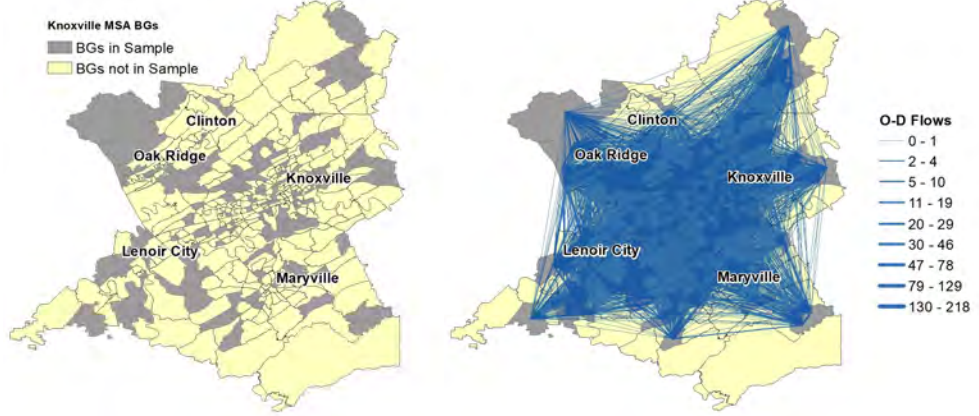 Knoxville MSA BGs
BGs in Sample
BGs not in Sample
Clinton
Oak Ridge
Knoxville
Lenoir City
Maryville
Clinton
Oak Ridge
Knoxville
Lenoir City
Maryville
O-D Flows
0 - 1
2 - 4
5 - 10
11 - 19
20 - 29
30 - 46
47 - 78
79 - 129
130 - 218